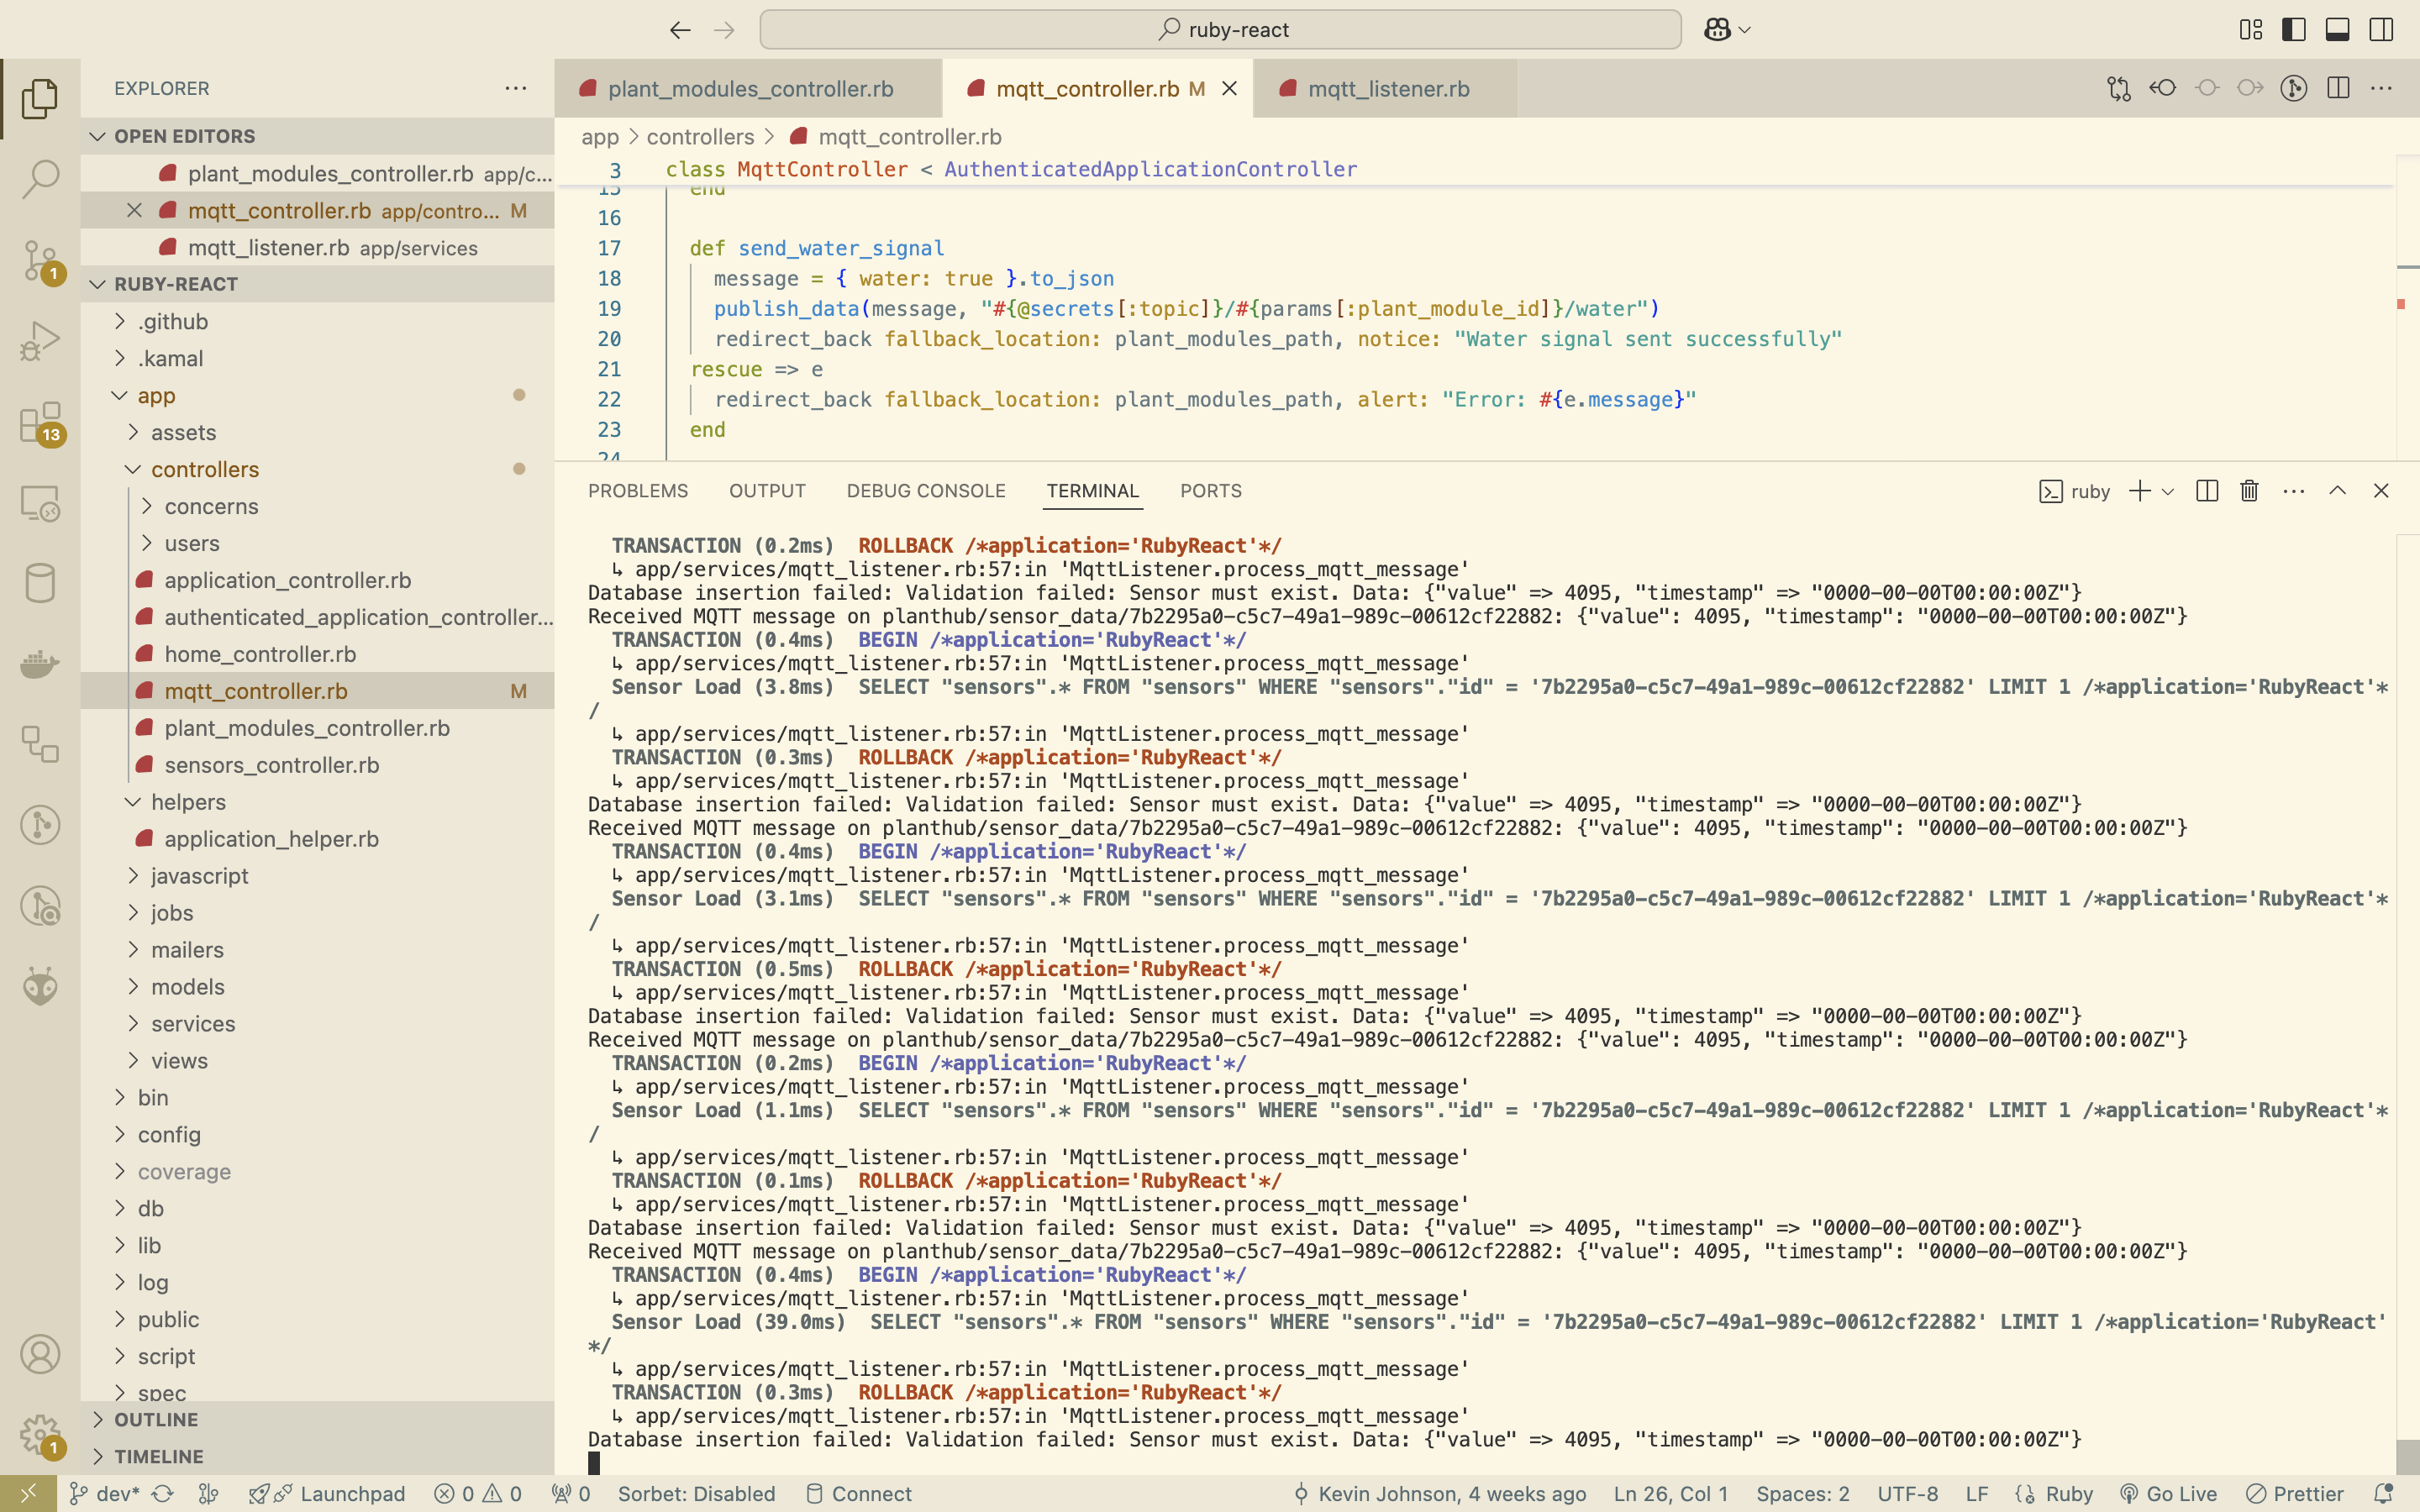 ruby-react
EXPLORER
OPEN EDITORS
plant_modules_controller.rb app/c...
mqtt_controller.rb app/contro... M
mqtt_listener.rb app/services
RUBY-REACT
.github
.kamal
app
assets
controllers
concerns
users
application_controller.rb
authenticated_application_controller...
home_controller.rb
mqtt_controller.rb M
plant_modules_controller.rb
sensors_controller.rb
helpers
application_helper.rb
javascript
jobs
mailers
models
services
views
bin
config
coverage
db
lib
log
public
script
spec
OUTLINE
TIMELINE
1
13
1
plant_modules_controller.rb
mqtt_controller.rb M
mqtt_listener.rb
app > controllers > mqtt_controller.rb
3 class MqttController < AuthenticatedApplicationController
15 end
16
17 def send_water_signal
18 message = { water: true }.to_json
19 publish_data(message, "#{@secrets[:topic]}/#{params[:plant_module_id]}/water")
20 redirect_back fallback_location: plant_modules_path, notice: "Water signal sent successfully"
21 rescue => e
22 redirect_back fallback_location: plant_modules_path, alert: "Error: #{e.message}"
23 end
24
PROBLEMS OUTPUT DEBUG CONSOLE TERMINAL PORTS
ruby
TRANSACTION (0.2ms) ROLLBACK /*application='RubyReact'*/
↳ app/services/mqtt_listener.rb:57:in 'MqttListener.process_mqtt_message'
Database insertion failed: Validation failed: Sensor must exist. Data: {"value" => 4095, "timestamp" => "0000-00-00T00:00:00Z"}
Received MQTT message on planthub/sensor_data/7b2295a0-c5c7-49a1-989c-00612cf22882: {"value": 4095, "timestamp": "0000-00-00T00:00:00Z"}
TRANSACTION (0.4ms) BEGIN /*application='RubyReact'*/
↳ app/services/mqtt_listener.rb:57:in 'MqttListener.process_mqtt_message'
Sensor Load (3.8ms) SELECT "sensors".* FROM "sensors" WHERE "sensors"."id" = '7b2295a0-c5c7-49a1-989c-00612cf22882' LIMIT 1 /*application='RubyReact'*
/
↳ app/services/mqtt_listener.rb:57:in 'MqttListener.process_mqtt_message'
TRANSACTION (0.3ms) ROLLBACK /*application='RubyReact'*/
↳ app/services/mqtt_listener.rb:57:in 'MqttListener.process_mqtt_message'
Database insertion failed: Validation failed: Sensor must exist. Data: {"value" => 4095, "timestamp" => "0000-00-00T00:00:00Z"}
Received MQTT message on planthub/sensor_data/7b2295a0-c5c7-49a1-989c-00612cf22882: {"value": 4095, "timestamp": "0000-00-00T00:00:00Z"}
TRANSACTION (0.4ms) BEGIN /*application='RubyReact'*/
↳ app/services/mqtt_listener.rb:57:in 'MqttListener.process_mqtt_message'
Sensor Load (3.1ms) SELECT "sensors".* FROM "sensors" WHERE "sensors"."id" = '7b2295a0-c5c7-49a1-989c-00612cf22882' LIMIT 1 /*application='RubyReact'*
/
↳ app/services/mqtt_listener.rb:57:in 'MqttListener.process_mqtt_message'
TRANSACTION (0.5ms) ROLLBACK /*application='RubyReact'*/
↳ app/services/mqtt_listener.rb:57:in 'MqttListener.process_mqtt_message'
Database insertion failed: Validation failed: Sensor must exist. Data: {"value" => 4095, "timestamp" => "0000-00-00T00:00:00Z"}
Received MQTT message on planthub/sensor_data/7b2295a0-c5c7-49a1-989c-00612cf22882: {"value": 4095, "timestamp": "0000-00-00T00:00:00Z"}
TRANSACTION (0.2ms) BEGIN /*application='RubyReact'*/
↳ app/services/mqtt_listener.rb:57:in 'MqttListener.process_mqtt_message'
Sensor Load (1.1ms) SELECT "sensors".* FROM "sensors" WHERE "sensors"."id" = '7b2295a0-c5c7-49a1-989c-00612cf22882' LIMIT 1 /*application='RubyReact'*
/
↳ app/services/mqtt_listener.rb:57:in 'MqttListener.process_mqtt_message'
TRANSACTION (0.1ms) ROLLBACK /*application='RubyReact'*/
↳ app/services/mqtt_listener.rb:57:in 'MqttListener.process_mqtt_message'
Database insertion failed: Validation failed: Sensor must exist. Data: {"value" => 4095, "timestamp" => "0000-00-00T00:00:00Z"}
Received MQTT message on planthub/sensor_data/7b2295a0-c5c7-49a1-989c-00612cf22882: {"value": 4095, "timestamp": "0000-00-00T00:00:00Z"}
TRANSACTION (0.4ms) BEGIN /*application='RubyReact'*/
↳ app/services/mqtt_listener.rb:57:in 'MqttListener.process_mqtt_message'
Sensor Load (39.0ms) SELECT "sensors".* FROM "sensors" WHERE "sensors"."id" = '7b2295a0-c5c7-49a1-989c-00612cf22882' LIMIT 1 /*application='RubyReact'
*/
↳ app/services/mqtt_listener.rb:57:in 'MqttListener.process_mqtt_message'
TRANSACTION (0.3ms) ROLLBACK /*application='RubyReact'*/
↳ app/services/mqtt_listener.rb:57:in 'MqttListener.process_mqtt_message'
Database insertion failed: Validation failed: Sensor must exist. Data: {"value" => 4095, "timestamp" => "0000-00-00T00:00:00Z"}
dev* Launchpad 0 0 0 Sorbet: Disabled Connect Kevin Johnson, 4 weeks ago Ln 26, Col 1 Spaces: 2 UTF-8 LF Ruby Go Live Prettier